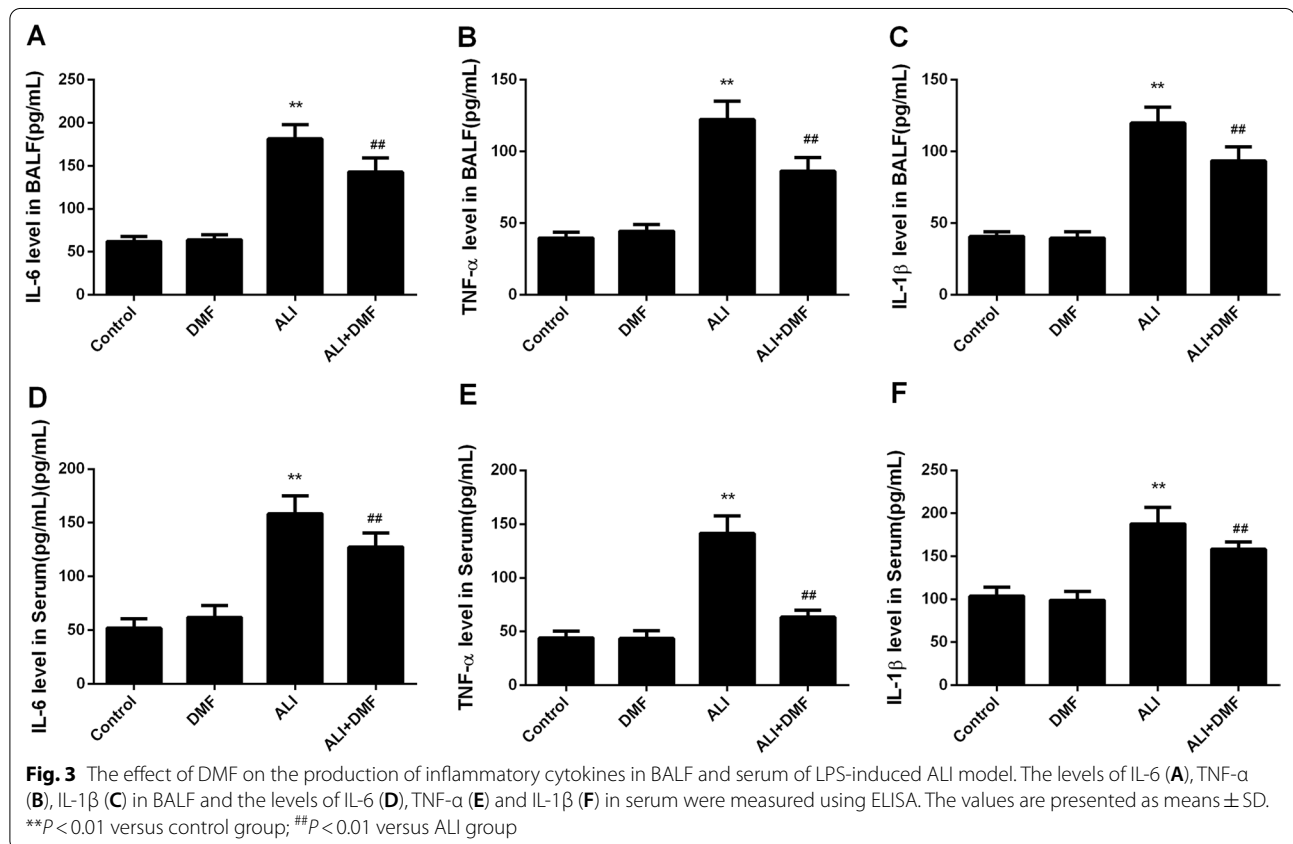 A
IL-6 level in BALF(pg/mL)
250
200
150
100
50
0
**
##
Control
DMF
ALI
ALI+DMF
B
TNF-α level in BALF(pg/mL)
150
100
50
0
**
##
Control
DMF
ALI
ALI+DMF
C
IL-1β level in BALF(pg/mL)
150
100
50
0
**
##
Control
DMF
ALI
ALI+DMF
D
IL-6 level in Serum(pg/mL)(pg/mL)
200
150
100
50
0
**
##
Control
DMF
ALI
ALI+DMF
E
TNF-α level in Serum(pg/mL)
200
150
100
50
0
**
##
Control
DMF
ALI
ALI+DMF
F
IL-1β level in Serum(pg/mL)
250
200
150
100
50
0
**
##
Control
DMF
ALI
ALI+DMF
Fig. 3 The effect of DMF on the production of inflammatory cytokines in BALF and serum of LPS-induced ALI model. The levels of IL-6 (A), TNF-α
(B), IL-1β (C) in BALF and the levels of IL-6 (D), TNF-α (E) and IL-1β (F) in serum were measured using ELISA. The values are presented as means ± SD.
**P < 0.01 versus control group; ##P < 0.01 versus ALI group